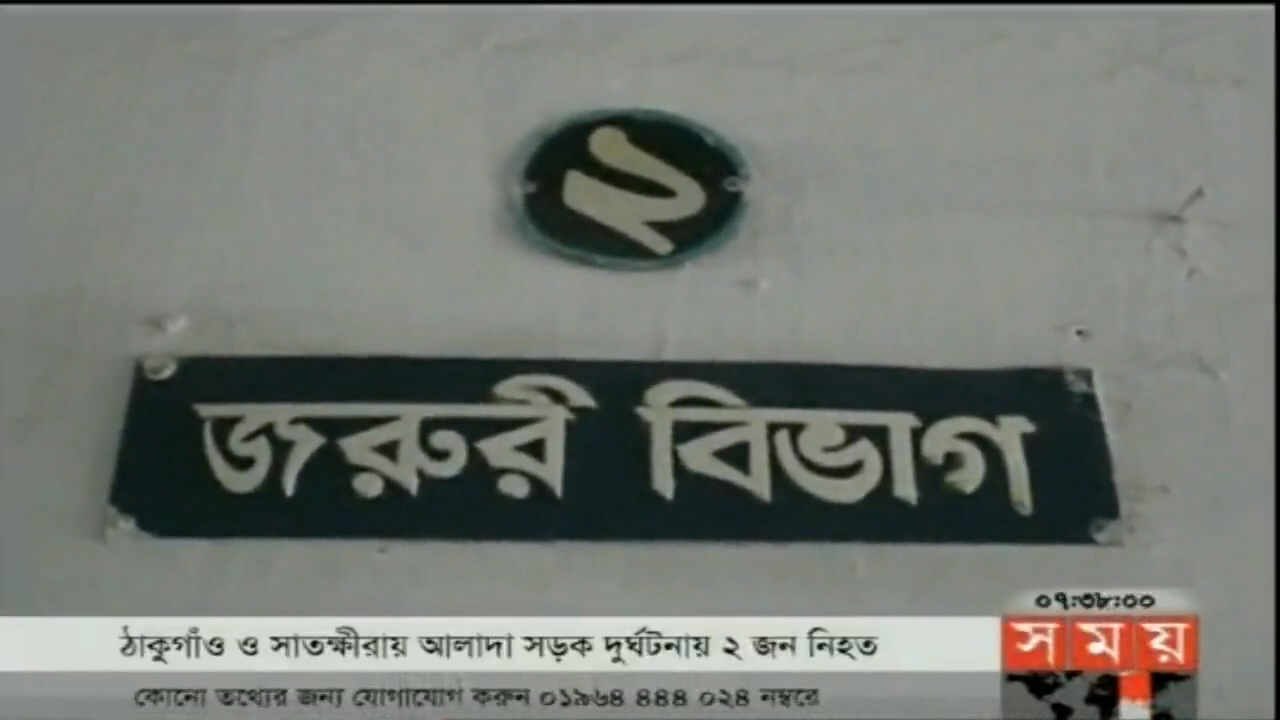 ২
জরুরী বিভাগ
০৭:৩৮:০০
ঠাকুগাঁও ও সাতক্ষীরায় আলাদা সড়ক দুর্ঘটনায় ২ জন নিহত
সময়
কোনো তথ্যের জন্য যোগাযোগ করুন ০১৯৬৪ ৪৪৪ ০২৪ নম্বরে